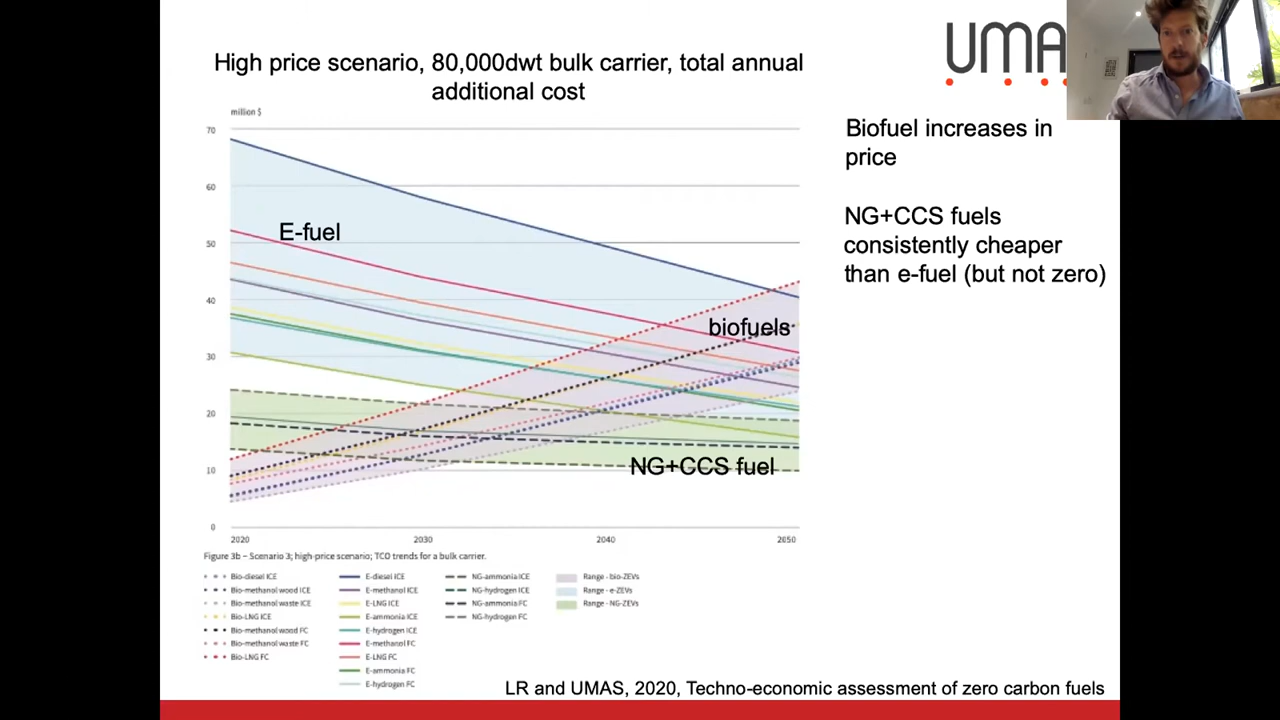 High price scenario, 80,000dwt bulk carrier, total annual
additional cost
UMA
Biofuel increases in
price
NG+CCS fuels
consistently cheaper
than e-fuel (but not zero)
million $
70
60
50
40
30
20
10
0
E-fuel
biofuels
NG+CCS fuel
2020 2030 2040 2050
Figure 3b – Scenario 3; high-price scenario; TCO trends for a bulk carrier.
Bio-diesel ICE
Bio-methanol wood ICE
Bio-methanol waste ICE
Bio-LNG ICE
Bio-methanol wood FC
Bio-methanol waste FC
Bio-LNG FC
E-diesel ICE
E-methanol ICE
E-LNG ICE
E-ammonia ICE
E-hydrogen ICE
E-methanol FC
E-LNG FC
E-ammonia FC
E-hydrogen FC
NG-ammonia ICE
NG-hydrogen ICE
NG-ammonia FC
NG-hydrogen FC
Range - bio-ZEVs
Range - e-ZEVs
Range - NG-ZEVs
LR and UMAS, 2020, Techno-economic assessment of zero carbon fuels